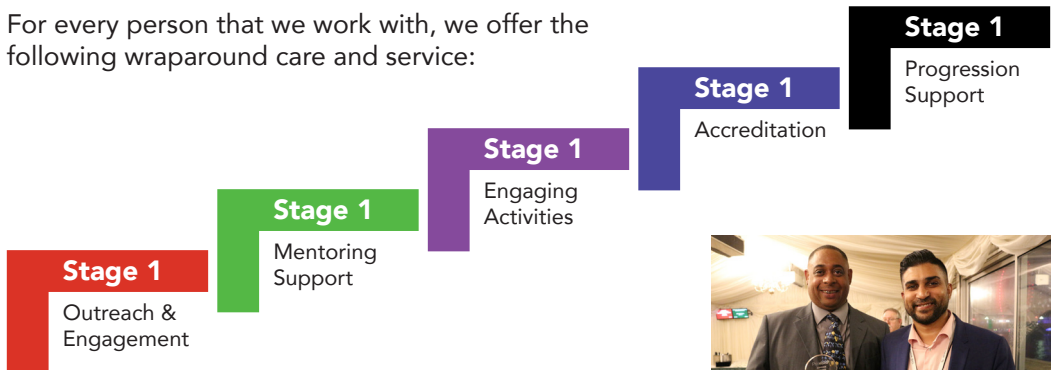 For every person that we work with, we offer the
following wraparound care and service:
Stage 1
Outreach &
Engagement
Stage 1
Mentoring
Support
Stage 1
Engaging
Activities
Stage 1
Accreditation
Stage 1
Progression
Support